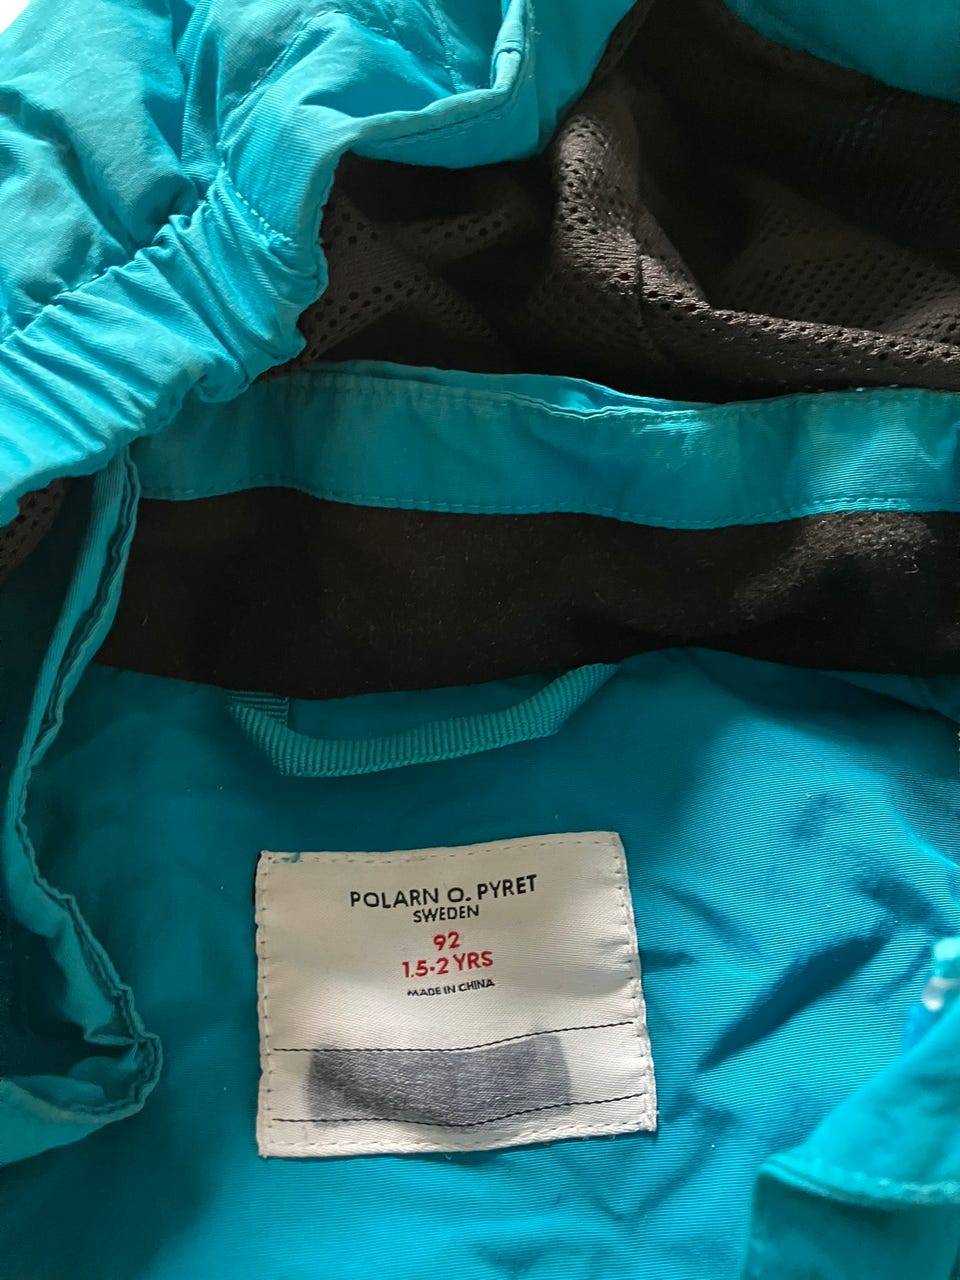 POLARN O. PYRET
SWEDEN
92
1.5-2 YRS
MADE IN CHINA